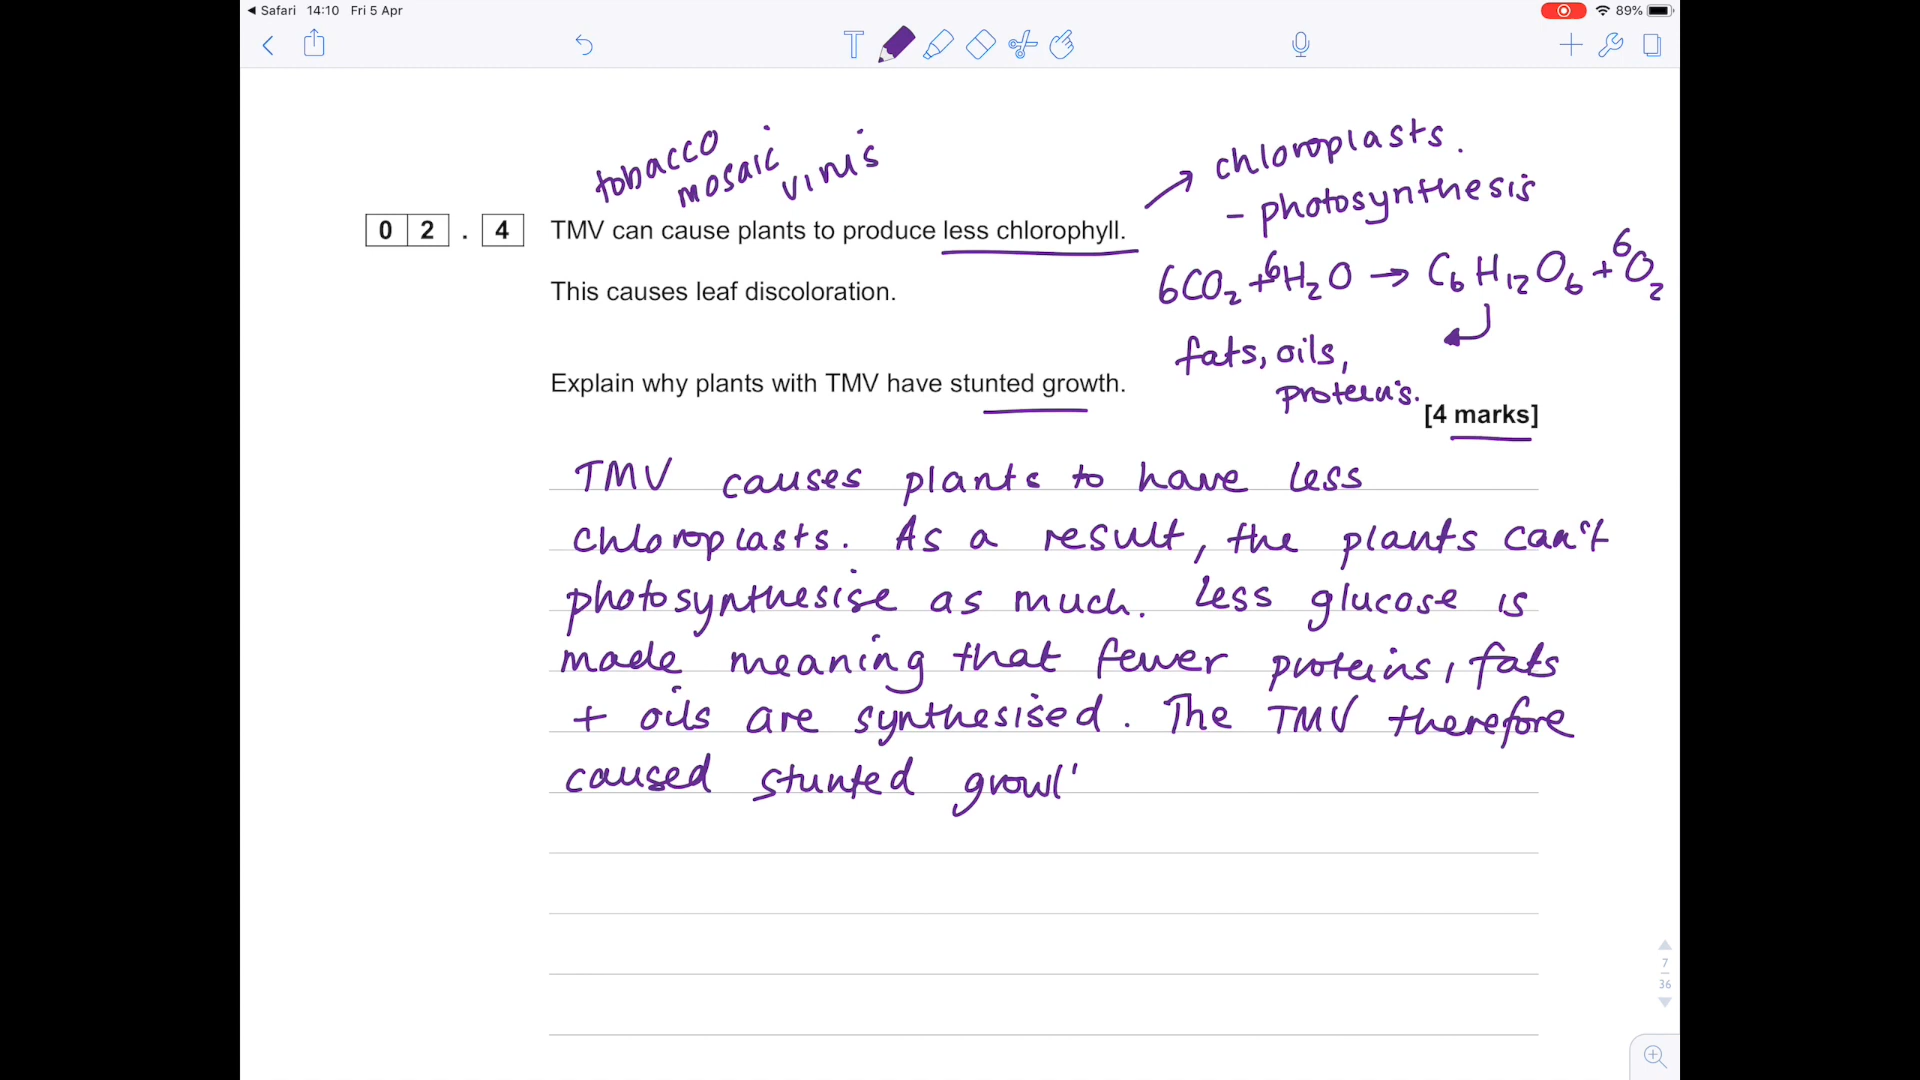 Safari 14:10 Fri 5 Apr 89%
tobacco mosaic virus
chloroplasts.
- photosynthesis
02.4 TMV can cause plants to produce less chlorophyll.
6CO₂ + 6H₂O → C₆H₁₂O₆ + 6O₂
This causes leaf discoloration.
fats, oils,
proteins.
Explain why plants with TMV have stunted growth.
[4 marks]
TMV causes plants to have less
chloroplasts. As a result, the plants can't
photosynthesise as much. Less glucose is
made meaning that fewer proteins, fats
+ oils are synthesised. The TMV therefore
caused stunted growt
7
36